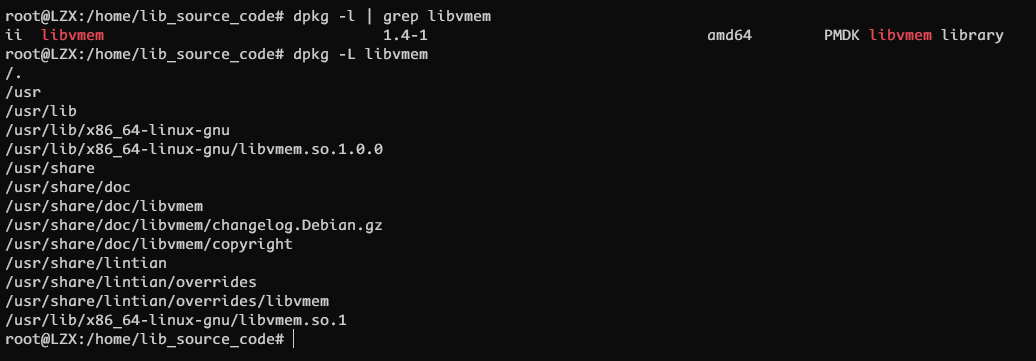 root@LZX:/home/lib_source_code# dpkg -l | grep libvmem
ii  libvmem                            1.4-1                                   amd64        PMDK libvmem library
root@LZX:/home/lib_source_code# dpkg -L libvmem
/.
/usr
/usr/lib
/usr/lib/x86_64-linux-gnu
/usr/lib/x86_64-linux-gnu/libvmem.so.1.0.0
/usr/share
/usr/share/doc
/usr/share/doc/libvmem
/usr/share/doc/libvmem/changelog.Debian.gz
/usr/share/doc/libvmem/copyright
/usr/share/lintian
/usr/share/lintian/overrides
/usr/share/lintian/overrides/libvmem
/usr/lib/x86_64-linux-gnu/libvmem.so.1
root@LZX:/home/lib_source_code#